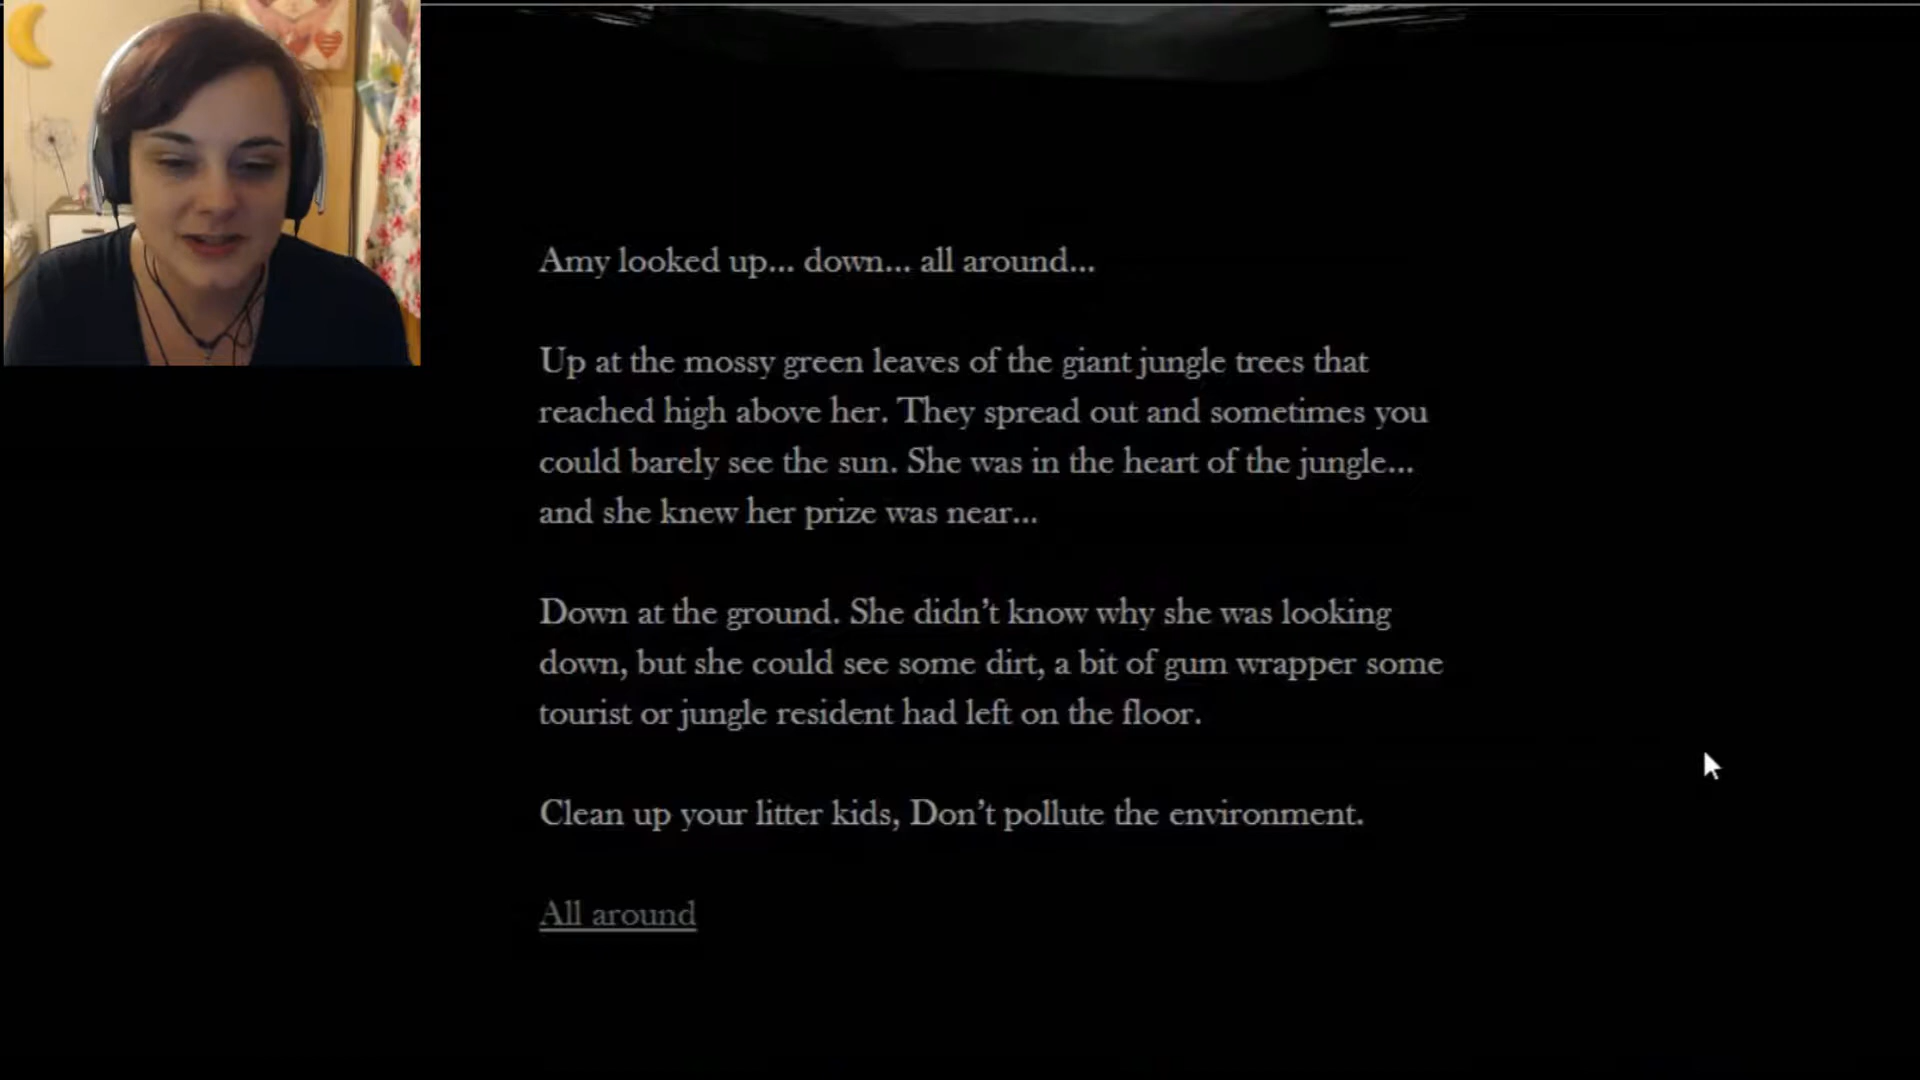 Amy looked up... down... all around...
Up at the mossy green leaves of the giant jungle trees that
reached high above her. They spread out and sometimes you
could barely see the sun. She was in the heart of the jungle...
and she knew her prize was near...
Down at the ground. She didn’t know why she was looking
down, but she could see some dirt, a bit of gum wrapper some
tourist or jungle resident had left on the floor.
Clean up your litter kids, Don’t pollute the environment.
All around